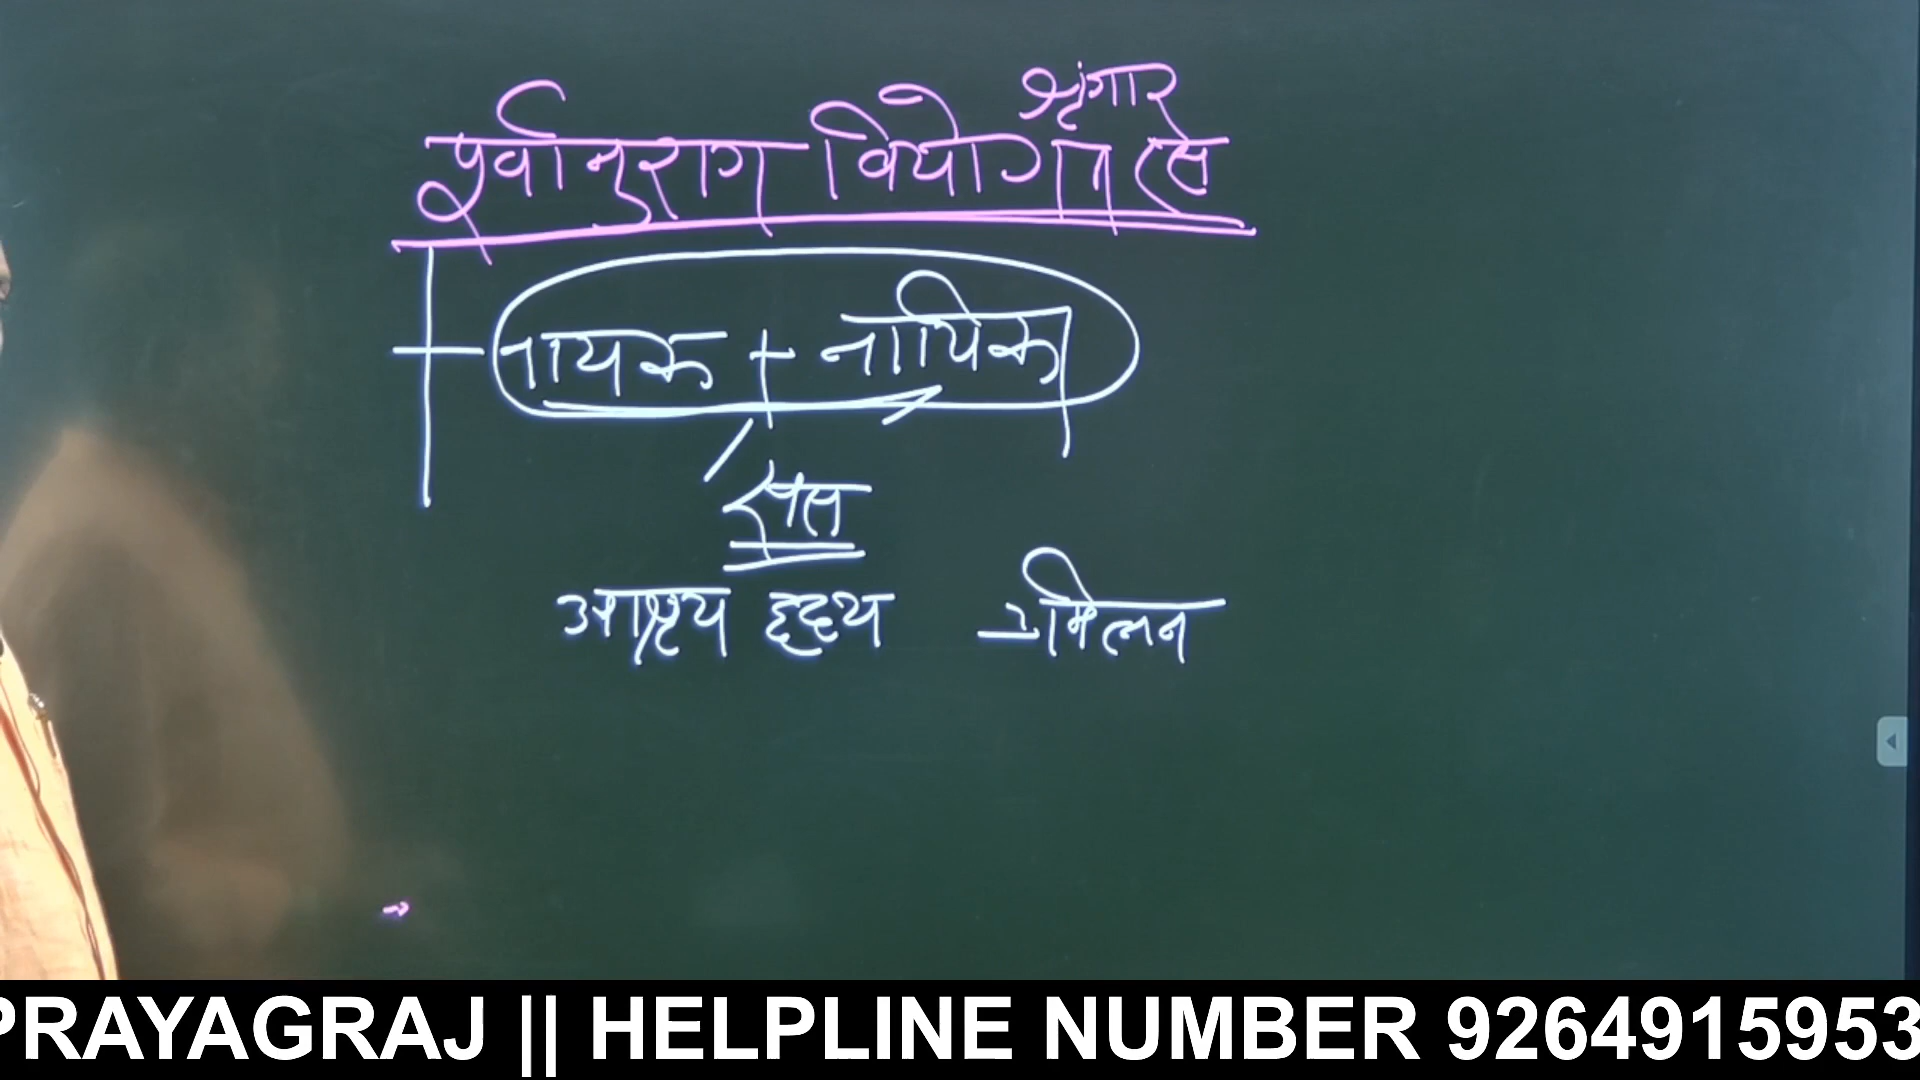 शृंगार
पूर्वानुराग वियोग रस
नायक + नायिका
आश्रय हृदय मिलन
PRAYAGRAJ || HELPLINE NUMBER 9264915953